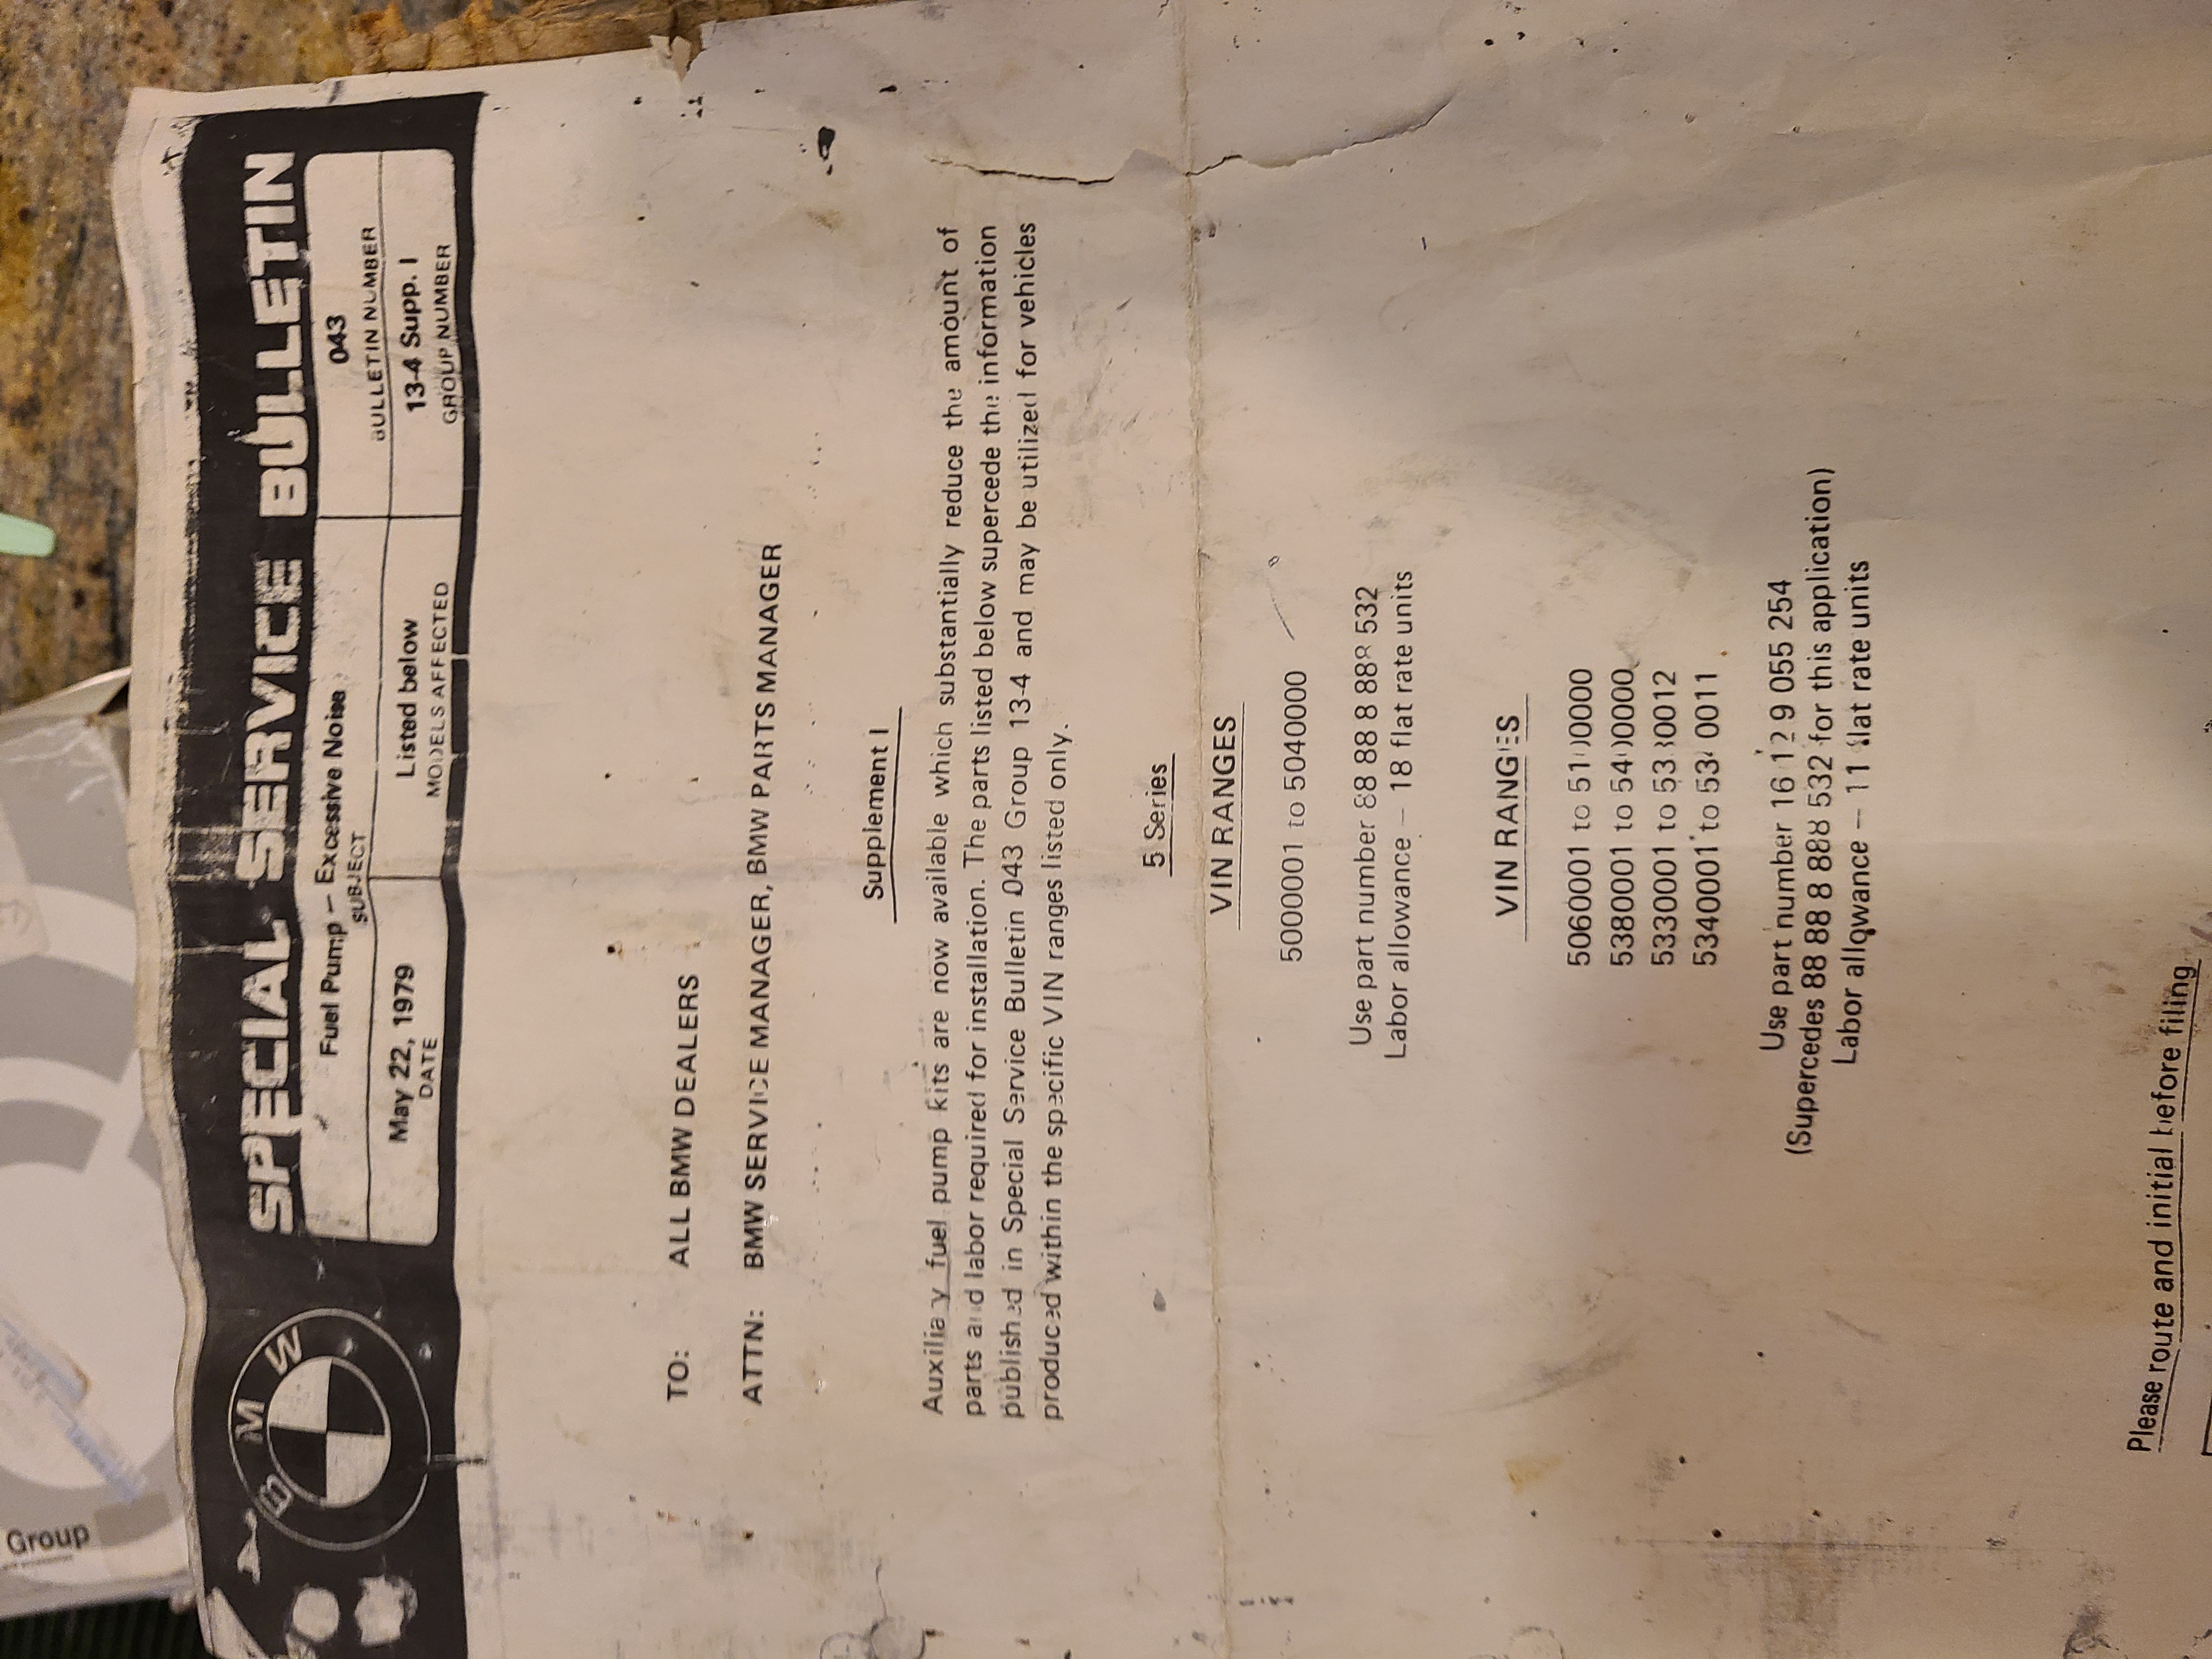 Group
BMW
SPECIAL SERVICE BULLETIN
Fuel Pump – Excessive Noise
SUBJECT
043
BULLETIN NUMBER
May 22, 1979
DATE
Listed below
MODELS AFFECTED
13-4 Supp. I
GROUP NUMBER
TO: ALL BMW DEALERS
ATTN: BMW SERVICE MANAGER, BMW PARTS MANAGER
Supplement I
Auxiliary fuel pump kits are now available which substantially reduce the amount of
parts and labor required for installation. The parts listed below supercede the information
published in Special Service Bulletin 043 Group 13-4 and may be utilized for vehicles
produced within the specific VIN ranges listed only.
5 Series
VIN RANGES
5000001 to 5040000
Use part number 88 88 8 888 532
Labor allowance – 18 flat rate units
VIN RANGES
5060001 to 5100000
5380001 to 5400000
5330001 to 5330012
5340001 to 5340011
Use part number 16 12 9 055 254
(Supercedes 88 88 8 888 532 for this application)
Labor allowance – 11 flat rate units
Please route and initial before filing